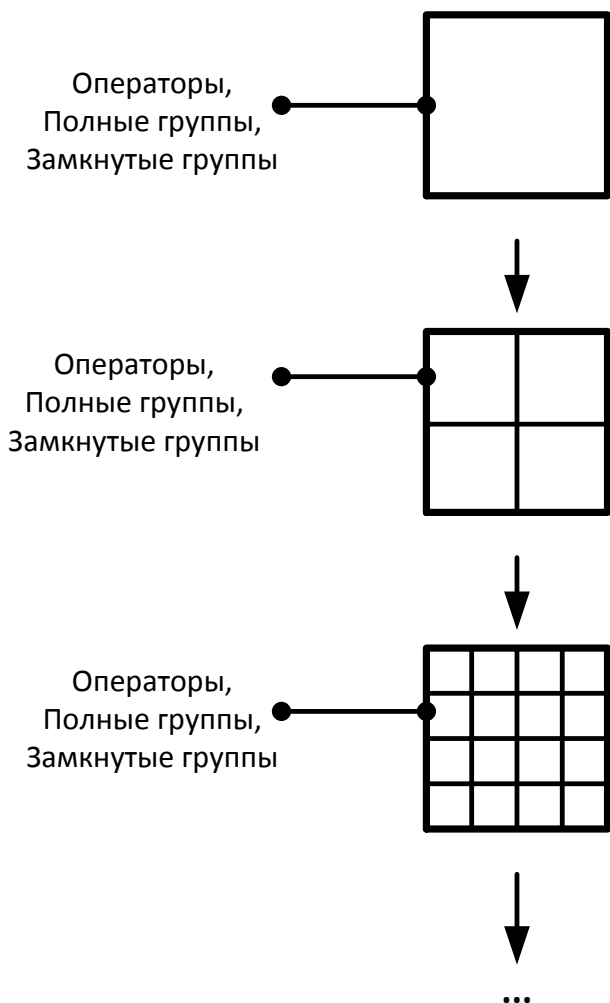 Операторы,
Полные группы,
Замкнутые группы
Операторы,
Полные группы,
Замкнутые группы
Операторы,
Полные группы,
Замкнутые группы
...